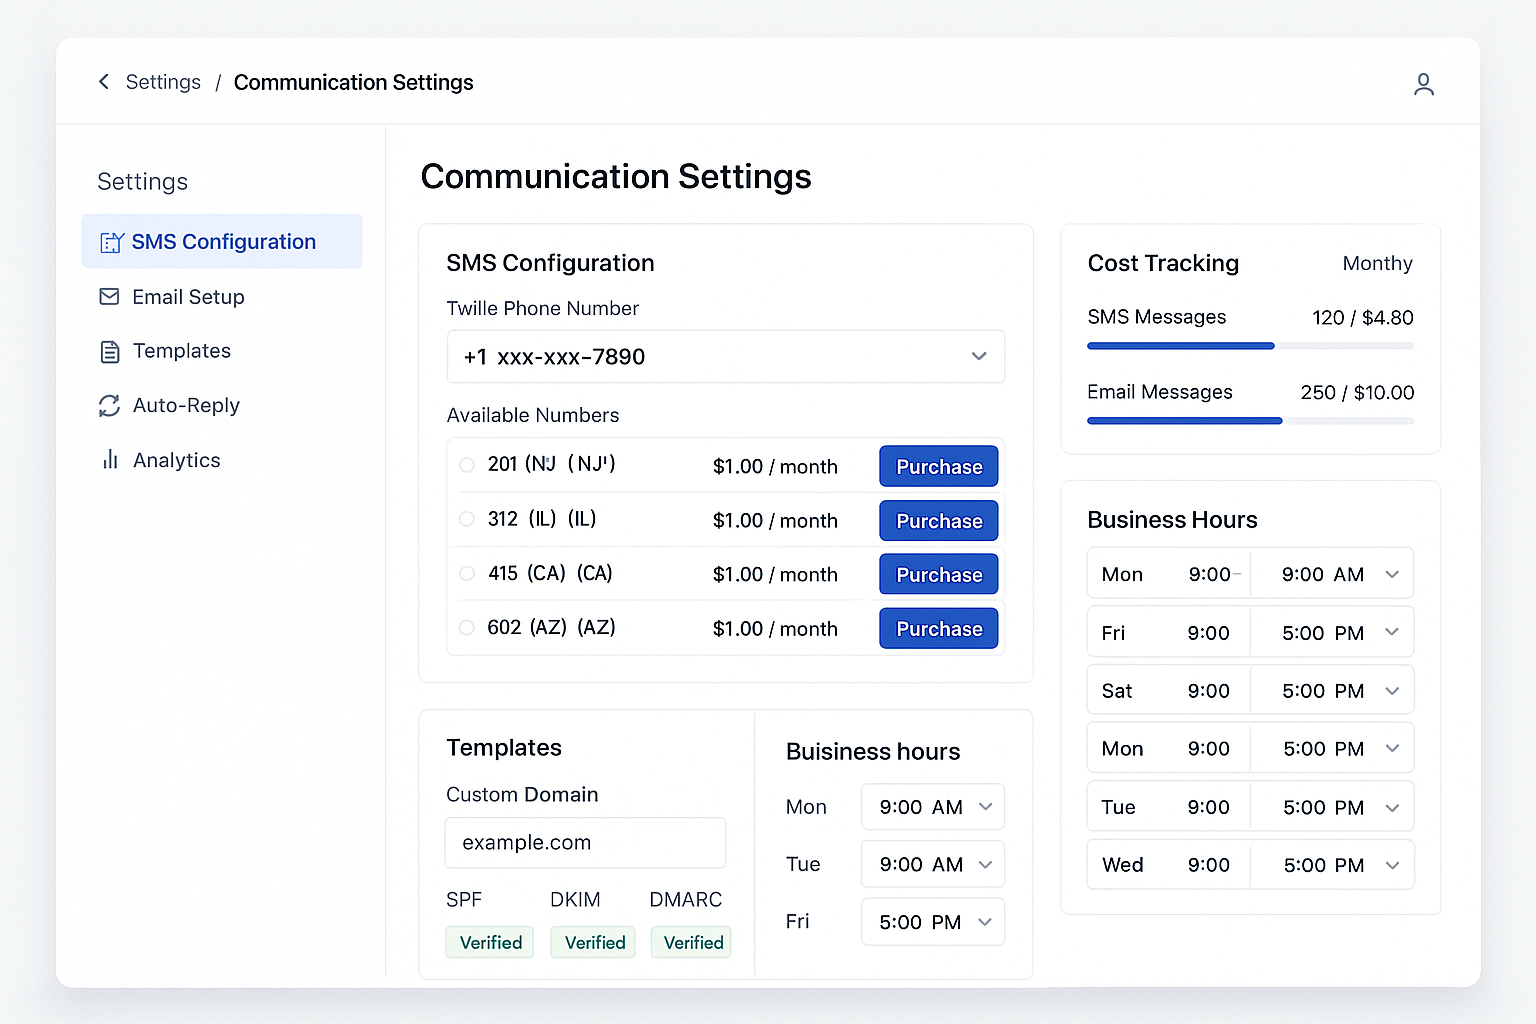 Settings / Communication Settings
Settings
SMS Configuration
Email Setup
Templates
Auto-Reply
Analytics
Communication Settings
SMS Configuration
Twille Phone Number
+1 xxx-xxx-7890
Available Numbers
201 (NJ (NJ') $1.00 / month Purchase
312 (IL) (IL) $1.00 / month Purchase
415 (CA) (CA) $1.00 / month Purchase
602 (AZ) (AZ) $1.00 / month Purchase
Templates
Custom Domain
example.com
SPF DKIM DMARC
Verified Verified Verified
Buisiness hours
Mon 9:00 AM
Tue 9:00 AM
Fri 5:00 PM
Cost Tracking Monthy
SMS Messages 120 / $4.80
Email Messages 250 / $10.00
Business Hours
Mon 9:00– 9:00 AM
Fri 9:00 5:00 PM
Sat 9:00 5:00 PM
Mon 9:00 5:00 PM
Tue 9:00 5:00 PM
Wed 9:00 5:00 PM